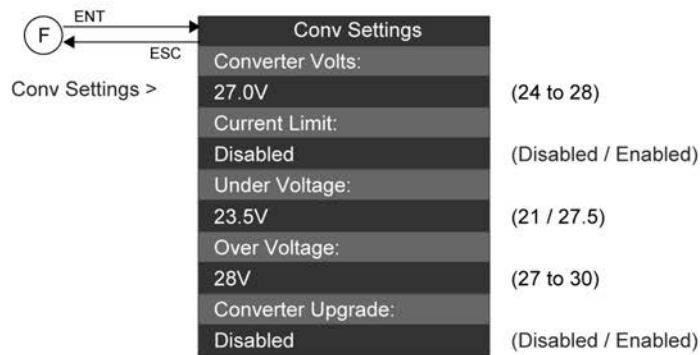 ENT
F
Conv Settings
ESC
Converter Volts:
Conv Settings >
27.0V (24 to 28)
Current Limit:
Disabled (Disabled / Enabled)
Under Voltage:
23.5V (21 / 27.5)
Over Voltage:
28V (27 to 30)
Converter Upgrade:
Disabled (Disabled / Enabled)